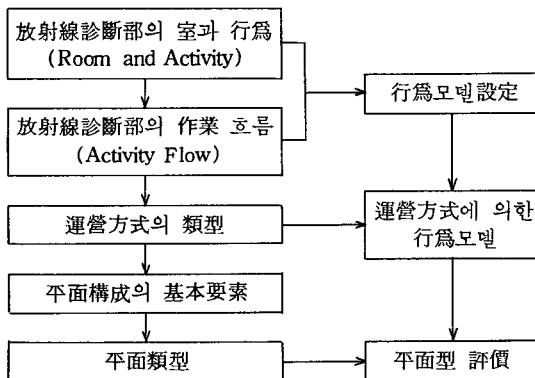 放射線診斷部의 室과 行爲
(Room and Activity)
放射線診斷部의 作業 흐름
(Activity Flow)
行爲모델設定
運營方式의 類型
運營方式에 의한
行爲모델
平面構成의 基本要素
平面類型
平面型 評價